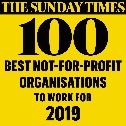 THE SUNDAY TIMES
100
BEST NOT-FOR-PROFIT
ORGANISATIONS
TO WORK FOR
2019